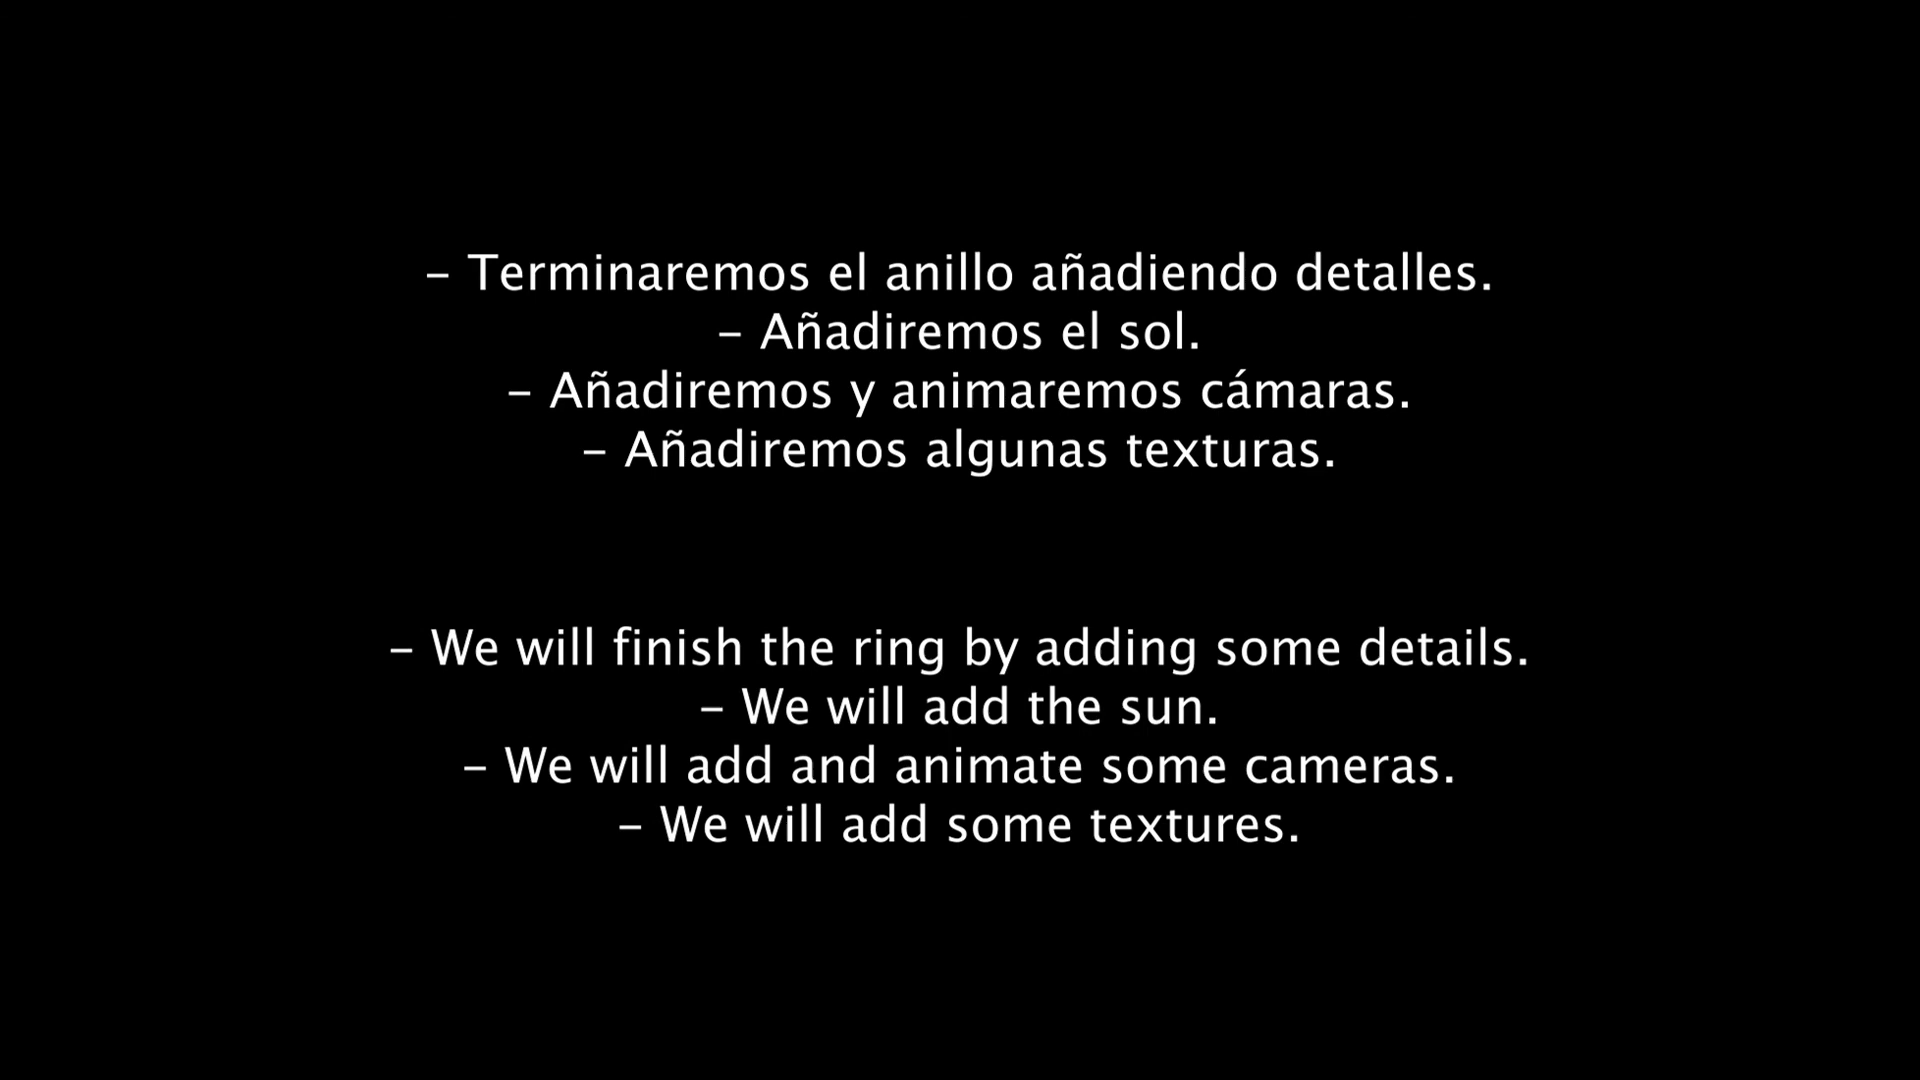 – Terminaremos el anillo añadiendo detalles.
– Añadiremos el sol.
– Añadiremos y animaremos cámaras.
– Añadiremos algunas texturas.
– We will finish the ring by adding some details.
– We will add the sun.
– We will add and animate some cameras.
– We will add some textures.